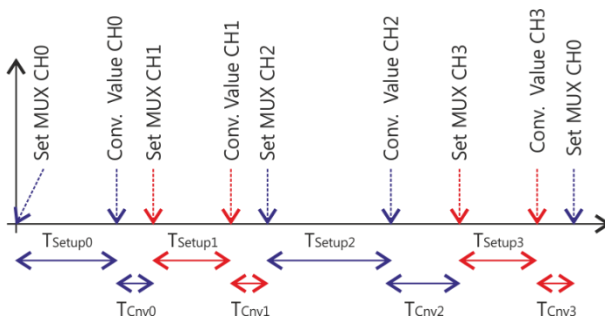 Set MUX CH0
Conv. Value CH0
Set MUX CH1
Conv. Value CH1
Set MUX CH2
Conv. Value CH2
Set MUX CH3
Conv. Value CH3
Set MUX CH0
TSetup0
TSetup1
TSetup2
TSetup3
TCnv0
TCnv1
TCnv2
TCnv3